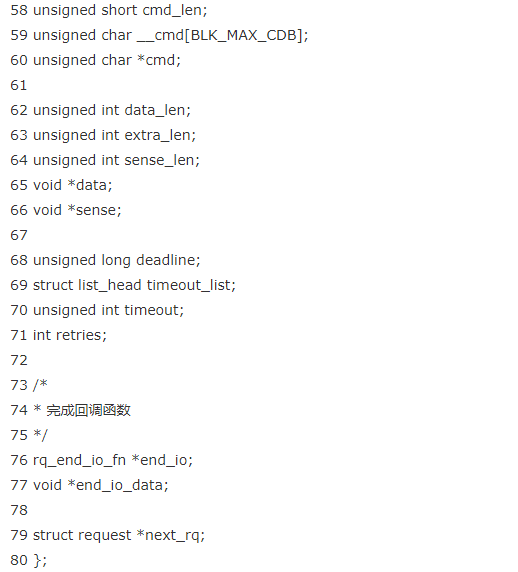 58 unsigned short cmd_len;
59 unsigned char __cmd[BLK_MAX_CDB];
60 unsigned char *cmd;
61
62 unsigned int data_len;
63 unsigned int extra_len;
64 unsigned int sense_len;
65 void *data;
66 void *sense;
67
68 unsigned long deadline;
69 struct list_head timeout_list;
70 unsigned int timeout;
71 int retries;
72
73 /*
74 * 完成回调函数
75 */
76 rq_end_io_fn *end_io;
77 void *end_io_data;
78
79 struct request *next_rq;
80 };